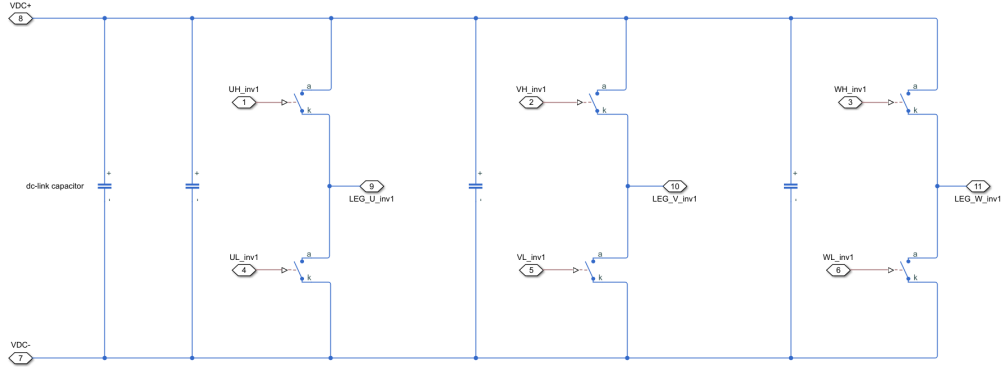 VDC+
8
UH_inv1
1
a
k
VH_inv1
2
a
k
WH_inv1
3
a
k
dc-link capacitor
+
-
+
-
9
LEG_U_inv1
+
-
10
LEG_V_inv1
+
-
11
LEG_W_inv1
UL_inv1
4
a
k
VL_inv1
5
a
k
WL_inv1
6
a
k
VDC-
7